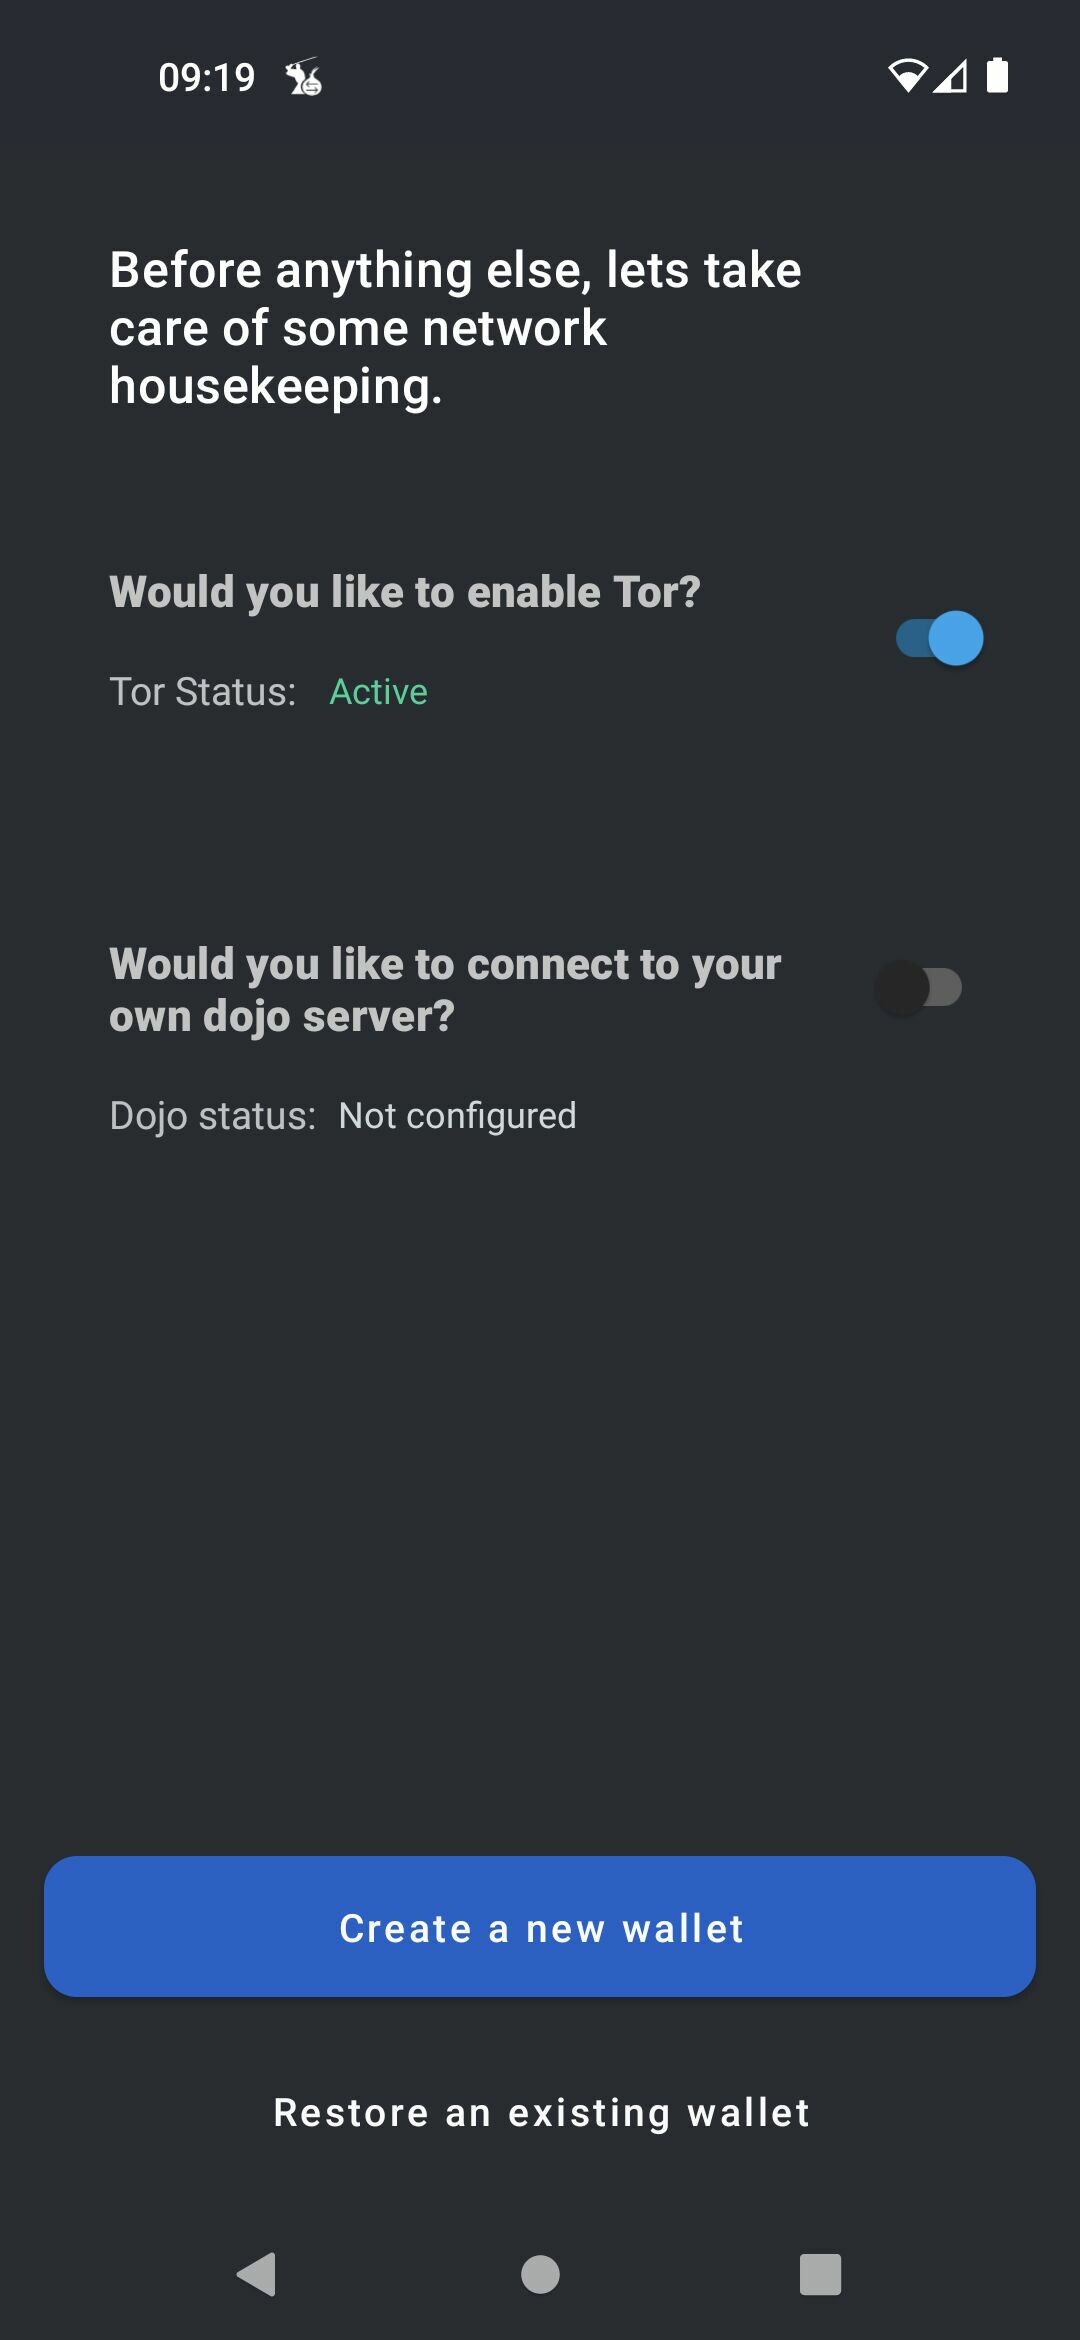 09:19
Before anything else, lets take
care of some network
housekeeping.
Would you like to enable Tor?
Tor Status: Active
Would you like to connect to your
own dojo server?
Dojo status: Not configured
Create a new wallet
Restore an existing wallet